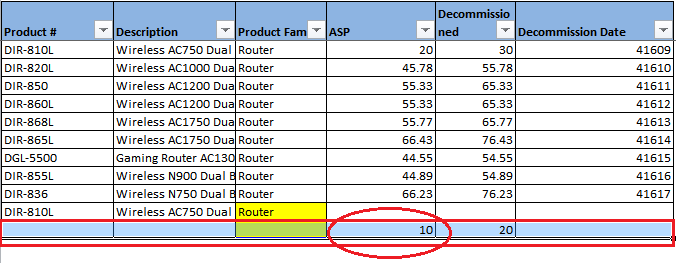 Decommissio
Product # Description Product Fam ASP ned Decommission Date
DIR-810L Wireless AC750 Dual Router 20 30 41609
DIR-820L Wireless AC1000 Dua Router 45.78 55.78 41610
DIR-850 Wireless AC1200 Dua Router 55.33 65.33 41611
DIR-860L Wireless AC1200 Dua Router 55.33 65.33 41612
DIR-868L Wireless AC1750 Dua Router 55.77 65.77 41613
DIR-865L Wireless AC1750 Dua Router 66.43 76.43 41614
DGL-5500 Gaming Router AC130 Router 44.55 54.55 41615
DIR-855L Wireless N900 Dual B Router 44.89 54.89 41616
DIR-836 Wireless N750 Dual B Router 66.23 76.23 41617
DIR-810L Wireless AC750 Dual Router
10 20